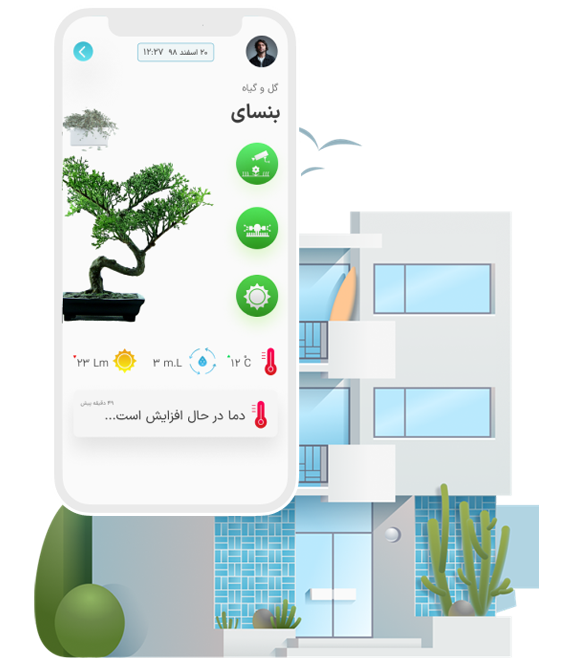 ۲۰ اسفند ۹۸ ۱۲:۲۷
گل و گیاه
بنسای
۱۲ C
۳ m.L
۲۳ Lm
۴۹ دقیقه پیش
دما در حال افزایش است...